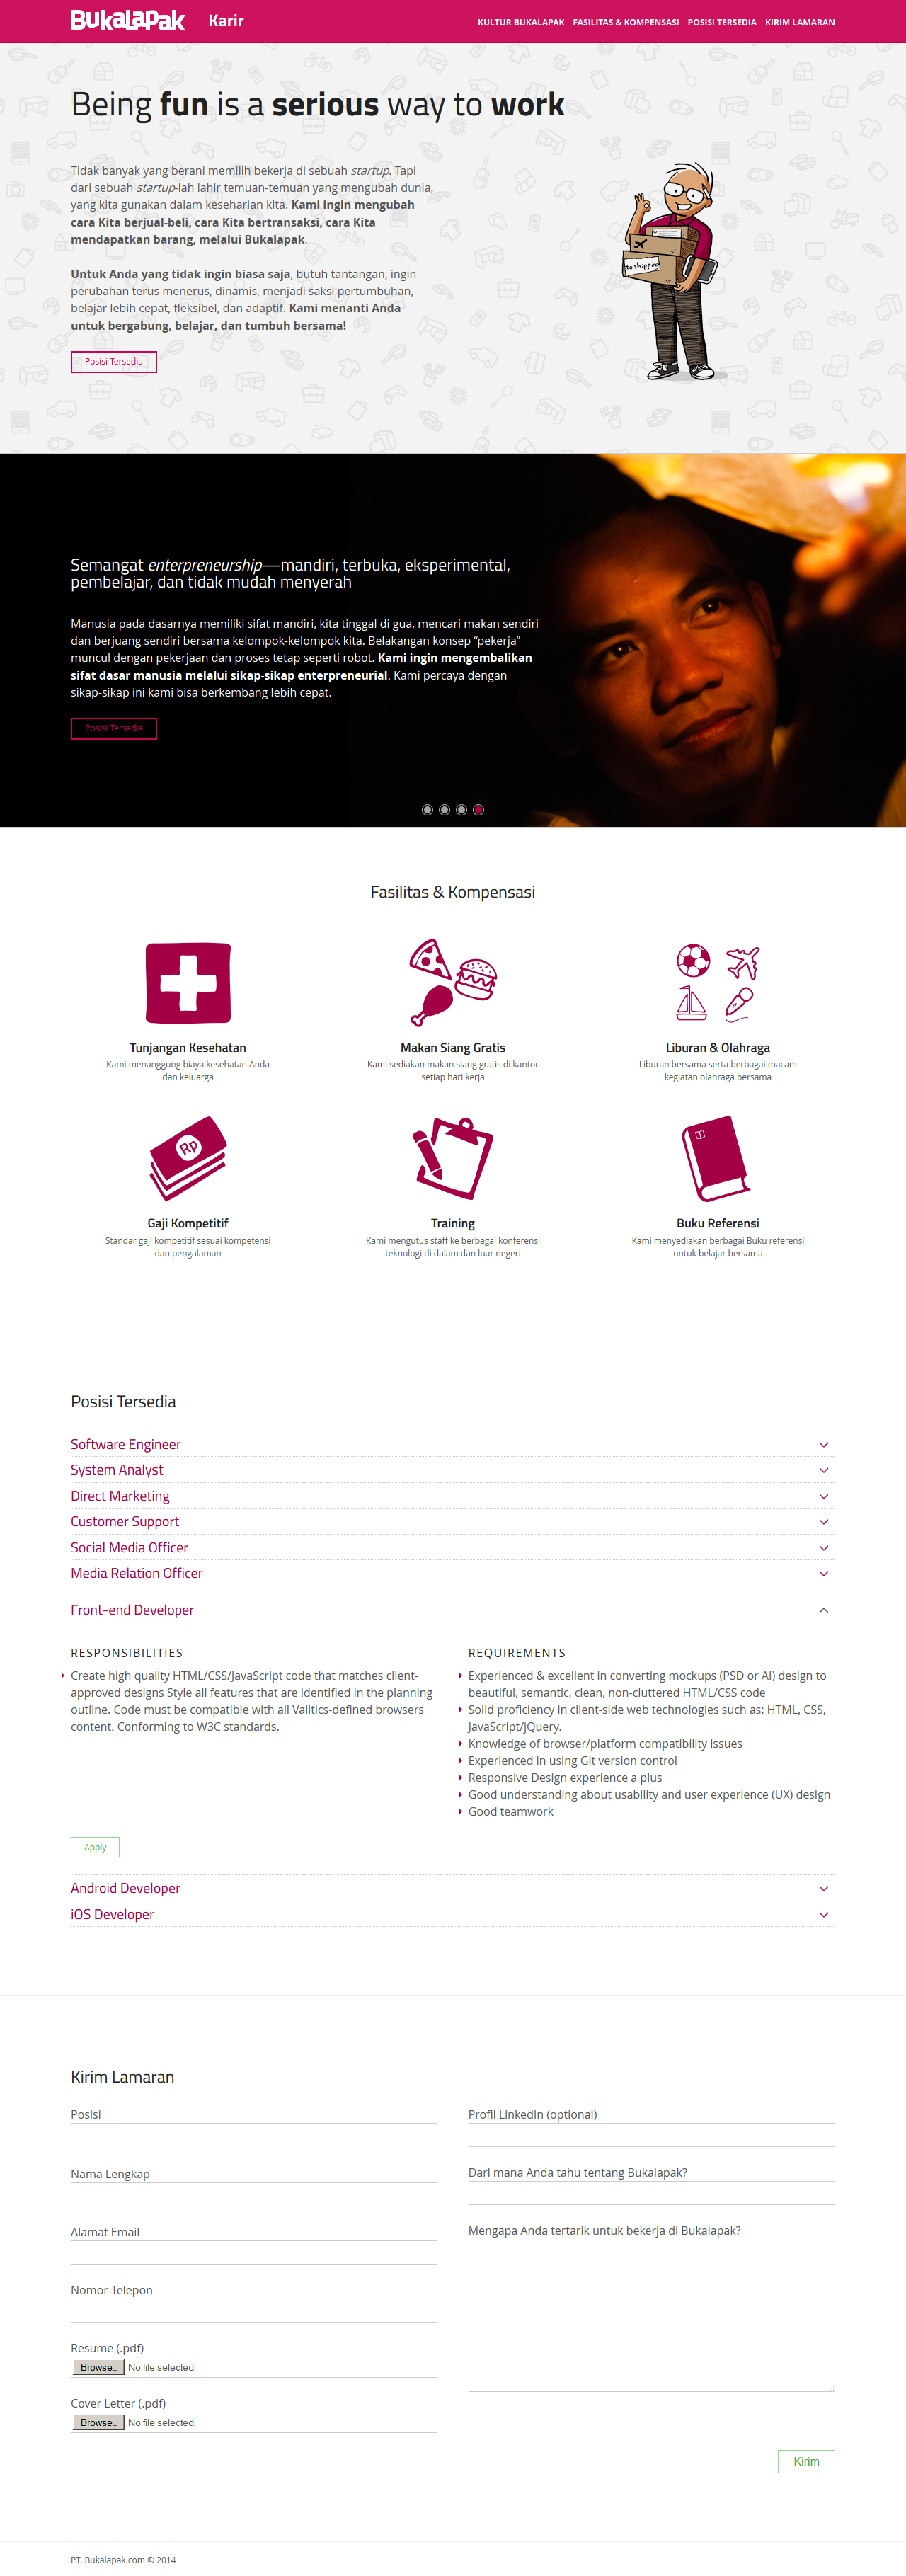 BukaLaPak Karir KULTUR BUKALAPAK FASILITAS & KOMPENSASI POSISI TERSEDIA KIRIM LAMARAN
Being fun is a serious way to work
Tidak banyak yang berani memilih bekerja di sebuah startup. Tapi
dari sebuah startup-lah lahir temuan-temuan yang mengubah dunia,
yang kita gunakan dalam keseharian kita. Kami ingin mengubah
cara Kita berjual-beli, cara Kita bertransaksi, cara Kita
mendapatkan barang, melalui Bukalapak.
to shipping
Untuk Anda yang tidak ingin biasa saja, butuh tantangan, ingin
perubahan terus menerus, dinamis, menjadi saksi pertumbuhan,
belajar lebih cepat, fleksibel, dan adaptif. Kami menanti Anda
untuk bergabung, belajar, dan tumbuh bersama!
Posisi Tersedia
Semangat enterpreneurship—mandiri, terbuka, eksperimental,
pembelajar, dan tidak mudah menyerah
Manusia pada dasarnya memiliki sifat mandiri, kita tinggal di gua, mencari makan sendiri
dan berjuang sendiri bersama kelompok-kelompok kita. Belakangan konsep “pekerja”
muncul dengan pekerjaan dan proses tetap seperti robot. Kami ingin mengembalikan
sifat dasar manusia melalui sikap-sikap enterpreneurial. Kami percaya dengan
sikap-sikap ini kami bisa berkembang lebih cepat.
Posisi Tersedia
Fasilitas & Kompensasi
Tunjangan Kesehatan
Kami menanggung biaya kesehatan Anda
dan keluarga
Makan Siang Gratis
Kami sediakan makan siang gratis di kantor
setiap hari kerja
Liburan & Olahraga
Liburan bersama serta berbagai macam
kegiatan olahraga bersama
Rp
Gaji Kompetitif
Standar gaji kompetitif sesuai kompetensi
dan pengalaman
Training
Kami mengutus staff ke berbagai konferensi
teknologi di dalam dan luar negeri
Buku Referensi
Kami menyediakan berbagai Buku referensi
untuk belajar bersama
Posisi Tersedia
Software Engineer
System Analyst
Direct Marketing
Customer Support
Social Media Officer
Media Relation Officer
Front-end Developer
RESPONSIBILITIES
Create high quality HTML/CSS/JavaScript code that matches client-
approved designs Style all features that are identified in the planning
outline. Code must be compatible with all Valitics-defined browsers
content. Conforming to W3C standards.
REQUIREMENTS
Experienced & excellent in converting mockups (PSD or AI) design to
beautiful, semantic, clean, non-cluttered HTML/CSS code
Solid proficiency in client-side web technologies such as: HTML, CSS,
JavaScript/jQuery.
Knowledge of browser/platform compatibility issues
Experienced in using Git version control
Responsive Design experience a plus
Good understanding about usability and user experience (UX) design
Good teamwork
Apply
Android Developer
iOS Developer
Kirim Lamaran
Posisi
Nama Lengkap
Alamat Email
Nomor Telepon
Resume (.pdf)
Browse.. No file selected.
Cover Letter (.pdf)
Browse.. No file selected.
Profil LinkedIn (optional)
Dari mana Anda tahu tentang Bukalapak?
Mengapa Anda tertarik untuk bekerja di Bukalapak?
Kirim
PT. Bukalapak.com © 2014